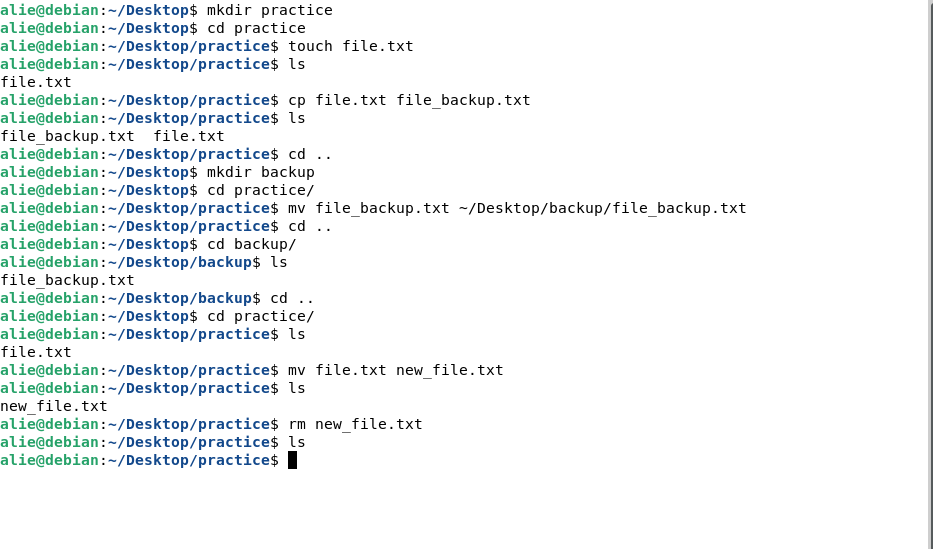 alie@debian:~/Desktop$ mkdir practice
alie@debian:~/Desktop$ cd practice
alie@debian:~/Desktop/practice$ touch file.txt
alie@debian:~/Desktop/practice$ ls
file.txt
alie@debian:~/Desktop/practice$ cp file.txt file_backup.txt
alie@debian:~/Desktop/practice$ ls
file_backup.txt  file.txt
alie@debian:~/Desktop/practice$ cd ..
alie@debian:~/Desktop$ mkdir backup
alie@debian:~/Desktop$ cd practice/
alie@debian:~/Desktop/practice$ mv file_backup.txt ~/Desktop/backup/file_backup.txt
alie@debian:~/Desktop/practice$ cd ..
alie@debian:~/Desktop$ cd backup/
alie@debian:~/Desktop/backup$ ls
file_backup.txt
alie@debian:~/Desktop/backup$ cd ..
alie@debian:~/Desktop$ cd practice/
alie@debian:~/Desktop/practice$ ls
file.txt
alie@debian:~/Desktop/practice$ mv file.txt new_file.txt
alie@debian:~/Desktop/practice$ ls
new_file.txt
alie@debian:~/Desktop/practice$ rm new_file.txt
alie@debian:~/Desktop/practice$ ls
alie@debian:~/Desktop/practice$